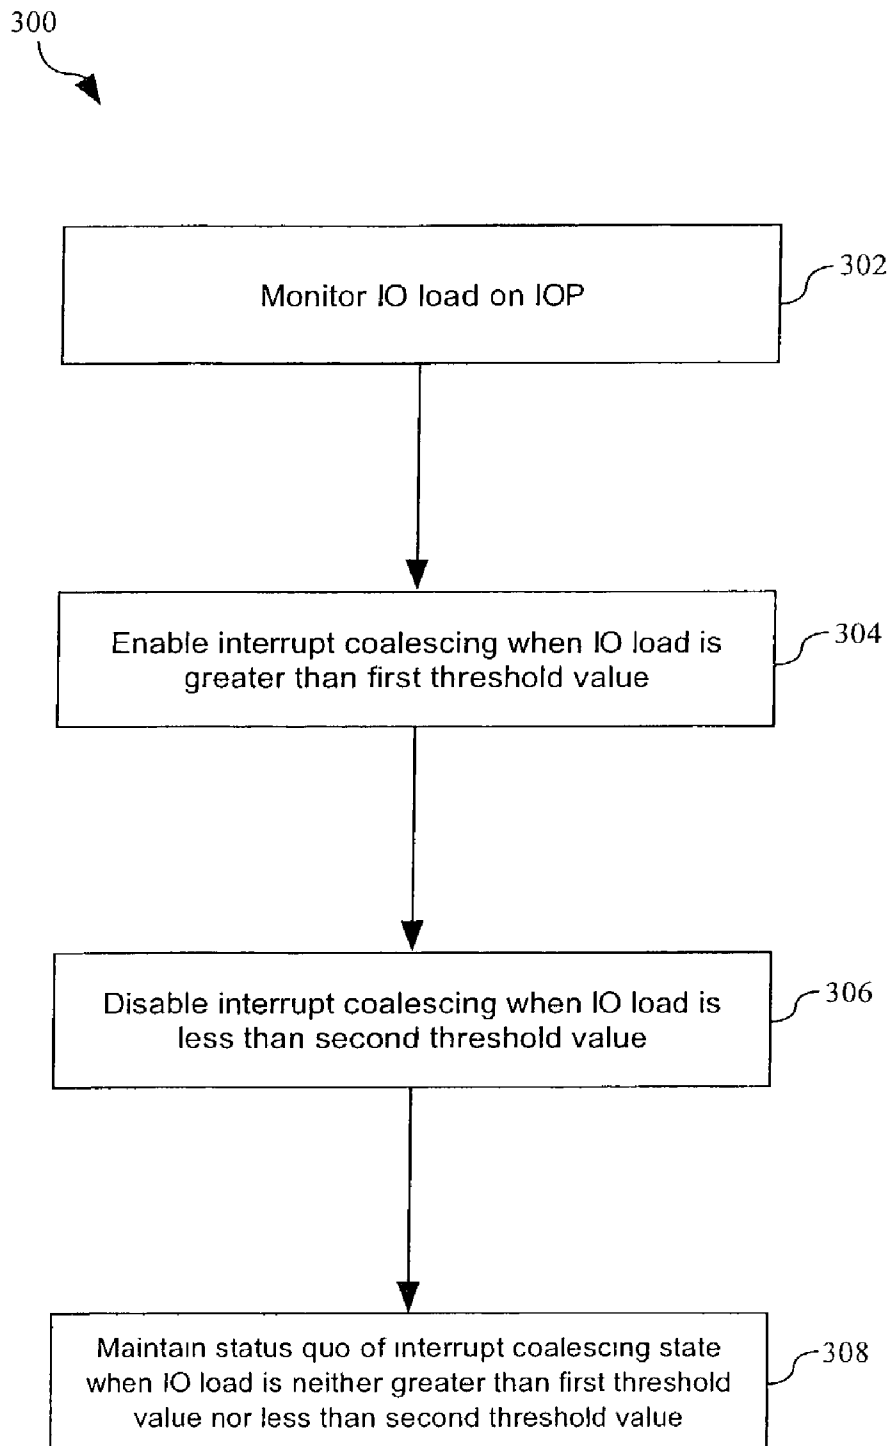 300
Monitor IO load on IOP
302
Enable interrupt coalescing when IO load is
greater than first threshold value
304
Disable interrupt coalescing when IO load is
less than second threshold value
306
Maintain status quo of interrupt coalescing state
when IO load is neither greater than first threshold
value nor less than second threshold value
308